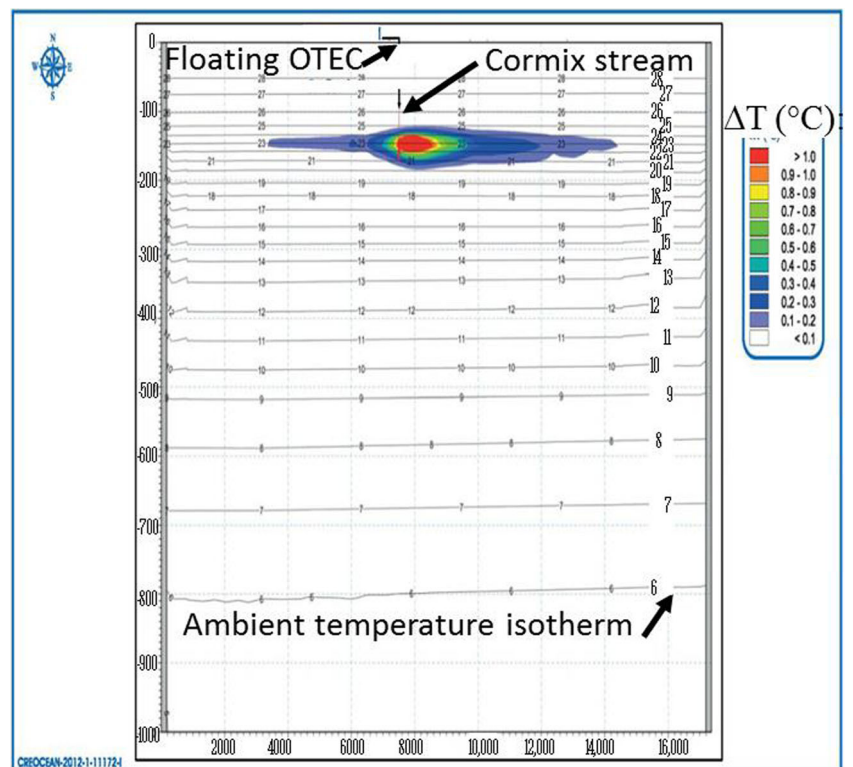 N
W E
S
Floating OTEC
Cormix stream
ΔT (°C):
> 1.0
0.9 - 1.0
0.8 - 0.9
0.7 - 0.8
0.6 - 0.7
0.5 - 0.6
0.4 - 0.5
0.3 - 0.4
0.2 - 0.3
0.1 - 0.2
< 0.1
0
-100
-200
-300
-400
-500
-600
-700
-800
-900
-1000
28
27
26
25
24
23
22
21
20
19
18
17
16
15
14
13
12
11
10
9
8
7
6
Ambient temperature isotherm
2000 4000 6000 8000 10,000 12,000 14,000 16,000
CREOCEAN-2012-1-11172-I